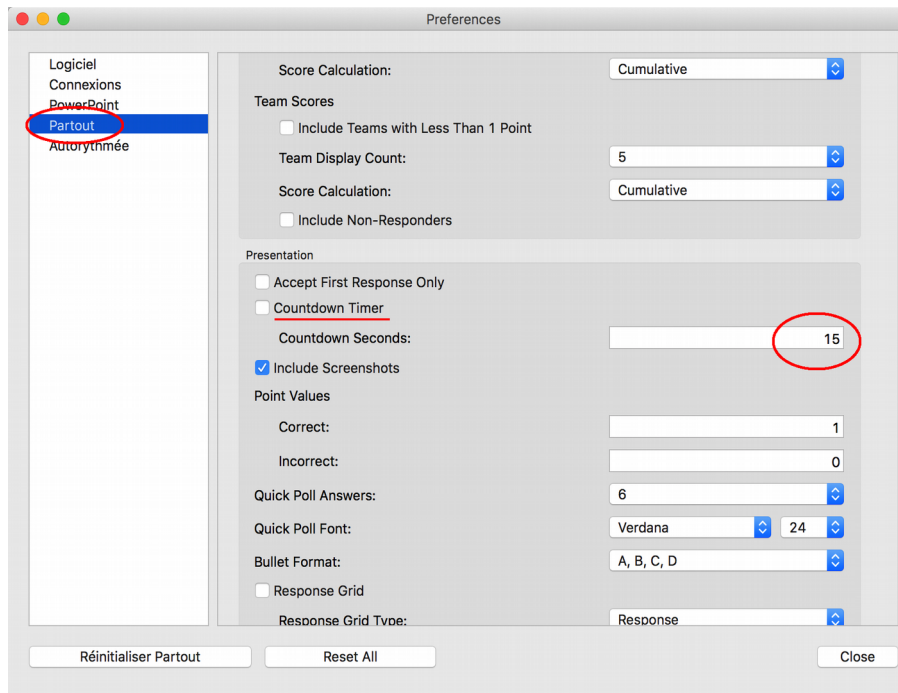 Preferences
Logiciel
Connexions
PowerPoint
Partout
Autorythmée
Score Calculation: Cumulative
Team Scores
Include Teams with Less Than 1 Point
Team Display Count: 5
Score Calculation: Cumulative
Include Non-Responders
Presentation
Accept First Response Only
Countdown Timer
Countdown Seconds: 15
Include Screenshots
Point Values
Correct: 1
Incorrect: 0
Quick Poll Answers: 6
Quick Poll Font: Verdana 24
Bullet Format: A, B, C, D
Response Grid
Response Grid Type: Response
Réinitialiser Partout Reset All Close